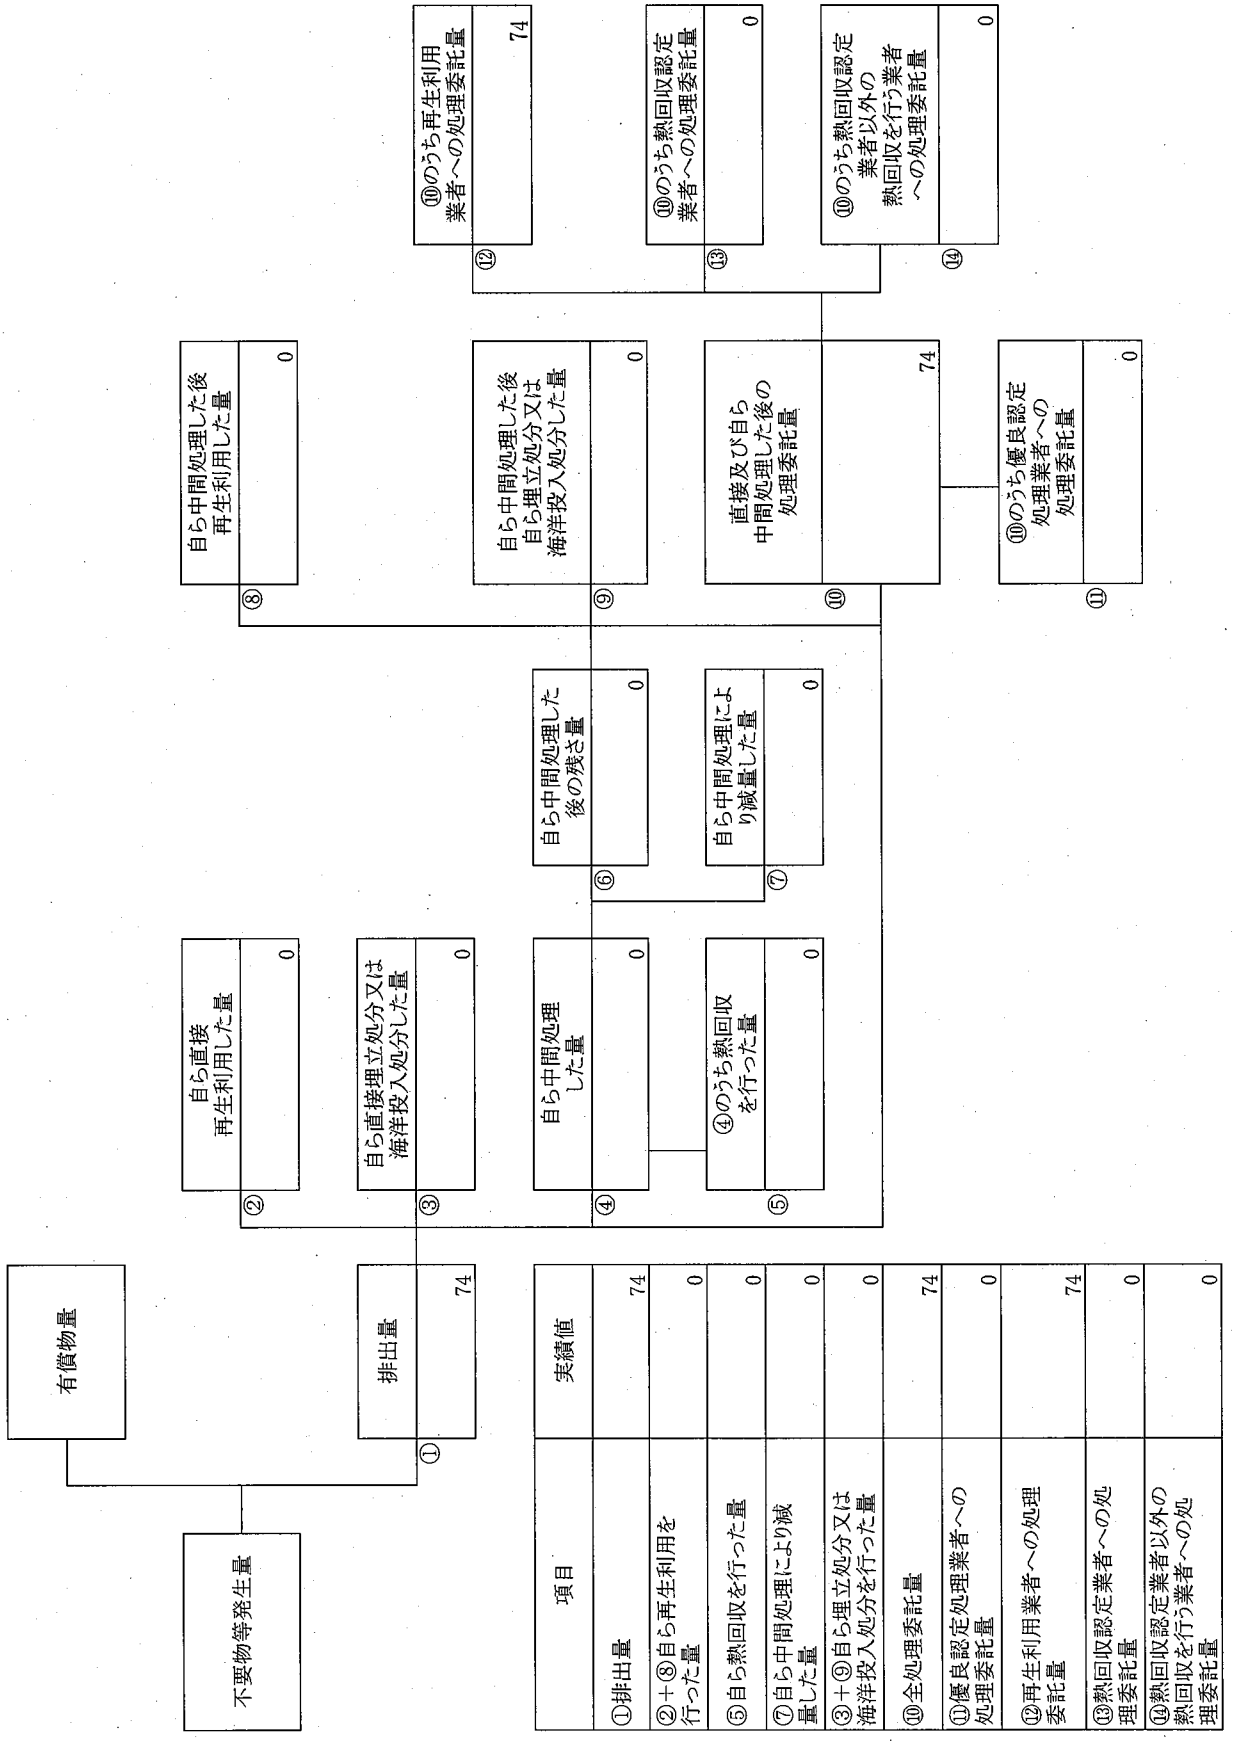 不要物等発生量
有償物量
排出量
①
74
自ら直接
再生利用した量
②
0
自ら直接埋立処分又は
海洋投入処分した量
③
0
自ら中間処理
した量
④
0
④のうち熱回収
を行った量
⑤
0
自ら中間処理した
後の残さ量
⑥
0
自ら中間処理によ
り減量した量
⑦
0
自ら中間処理した後
再生利用した量
⑧
0
自ら中間処理した後
自ら埋立処分又は
海洋投入処分した量
⑨
0
直接及び自ら
中間処理した後の
処理委託量
⑩
74
⑩のうち優良認定
処理業者への
処理委託量
⑪
0
⑩のうち再生利用
業者への処理委託量
⑫
74
⑩のうち熱回収認定
業者への処理委託量
⑬
0
⑩のうち熱回収認定
業者以外の
熱回収を行う業者
への処理委託量
⑭
0
項目 実績値
①排出量 74
②+⑧自ら再生利用を
行った量 0
⑤自ら熱回収を行った量 0
⑦自ら中間処理により減
量した量 0
③+⑨自ら埋立処分又は
海洋投入処分を行った量 0
⑩全処理委託量 74
⑪優良認定処理業者への
処理委託量 0
⑫再生利用業者への処理
委託量 74
⑬熱回収認定業者への処
理委託量 0
⑭熱回収認定業者以外の
熱回収を行う業者への処
理委託量 0